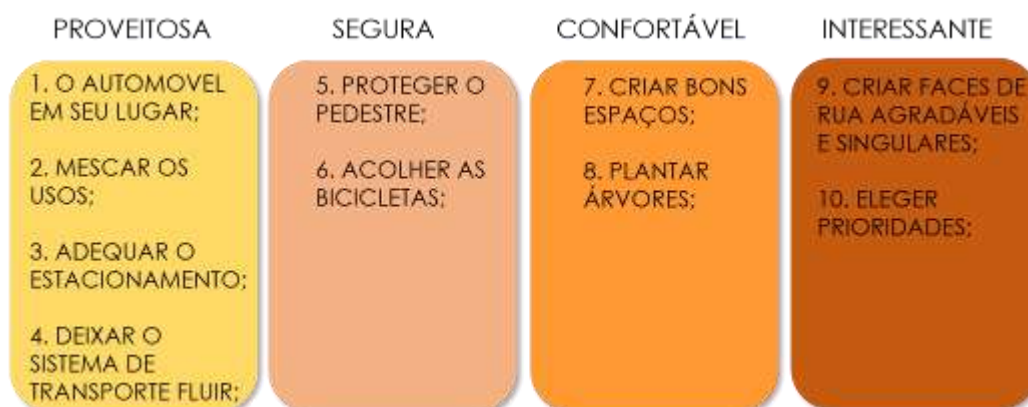 PROVEITOSA
1. O AUTOMOVEL
EM SEU LUGAR;
2. MESCAR OS
USOS;
3. ADEQUAR O
ESTACIONAMENTO;
4. DEIXAR O
SISTEMA DE
TRANSPORTE FLUIR;
SEGURA
5. PROTEGER O
PEDESTRE;
6. ACOLHER AS
BICICLETAS;
CONFORTÁVEL
7. CRIAR BONS
ESPAÇOS;
8. PLANTAR
ÁRVORES;
INTERESSANTE
9. CRIAR FACES DE
RUA AGRADÁVEIS
E SINGULARES;
10. ELEGER
PRIORIDADES;